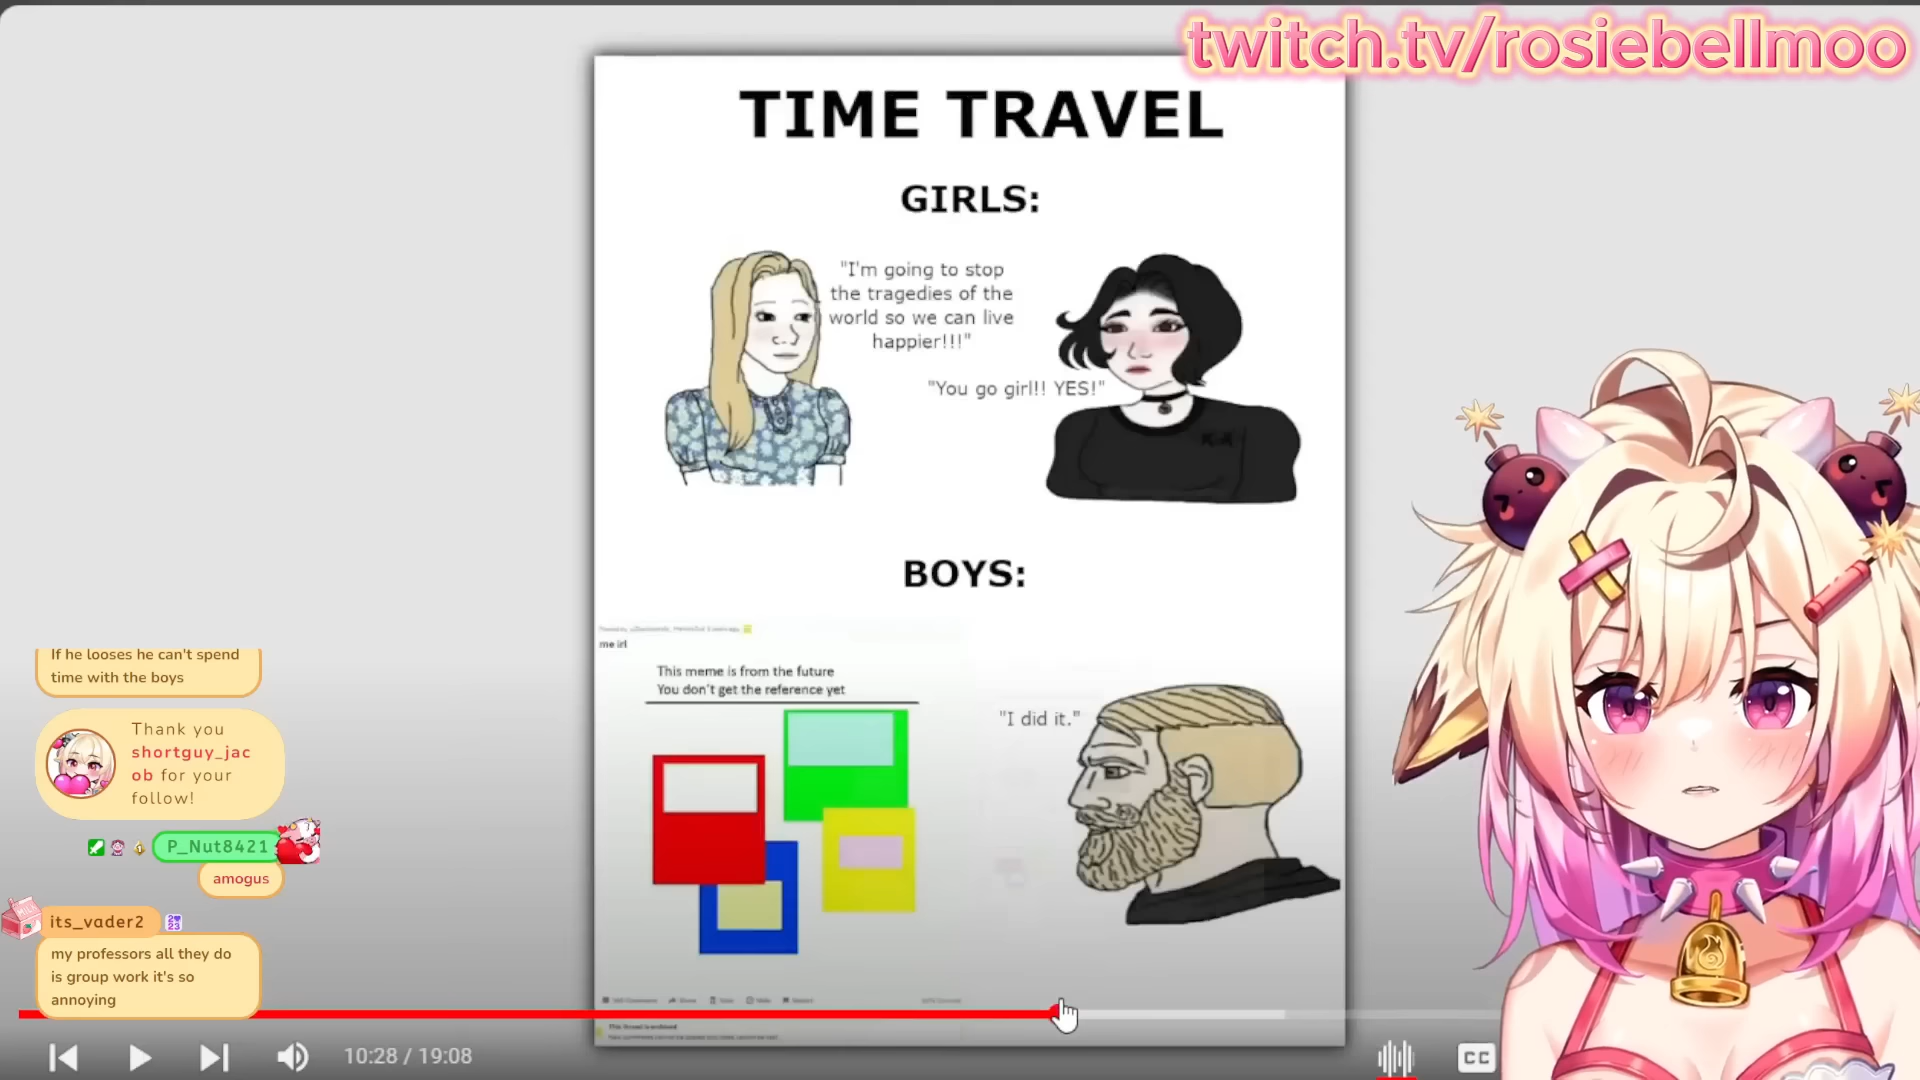 twitch.tv/rosiebellmoo
TIME TRAVEL
GIRLS:
"I'm going to stop
the tragedies of the
world so we can live
happier!!!"
"You go girl!! YES!"
BOYS:
me irl
This meme is from the future
You don't get the reference yet
"I did it."
If he looses he can't spend
time with the boys
Thank you
shortguy_jac
ob for your
follow!
P_Nut8421
amogus
its_vader2
my professors all they do
is group work it's so
annoying
10:28 / 19:08
CC